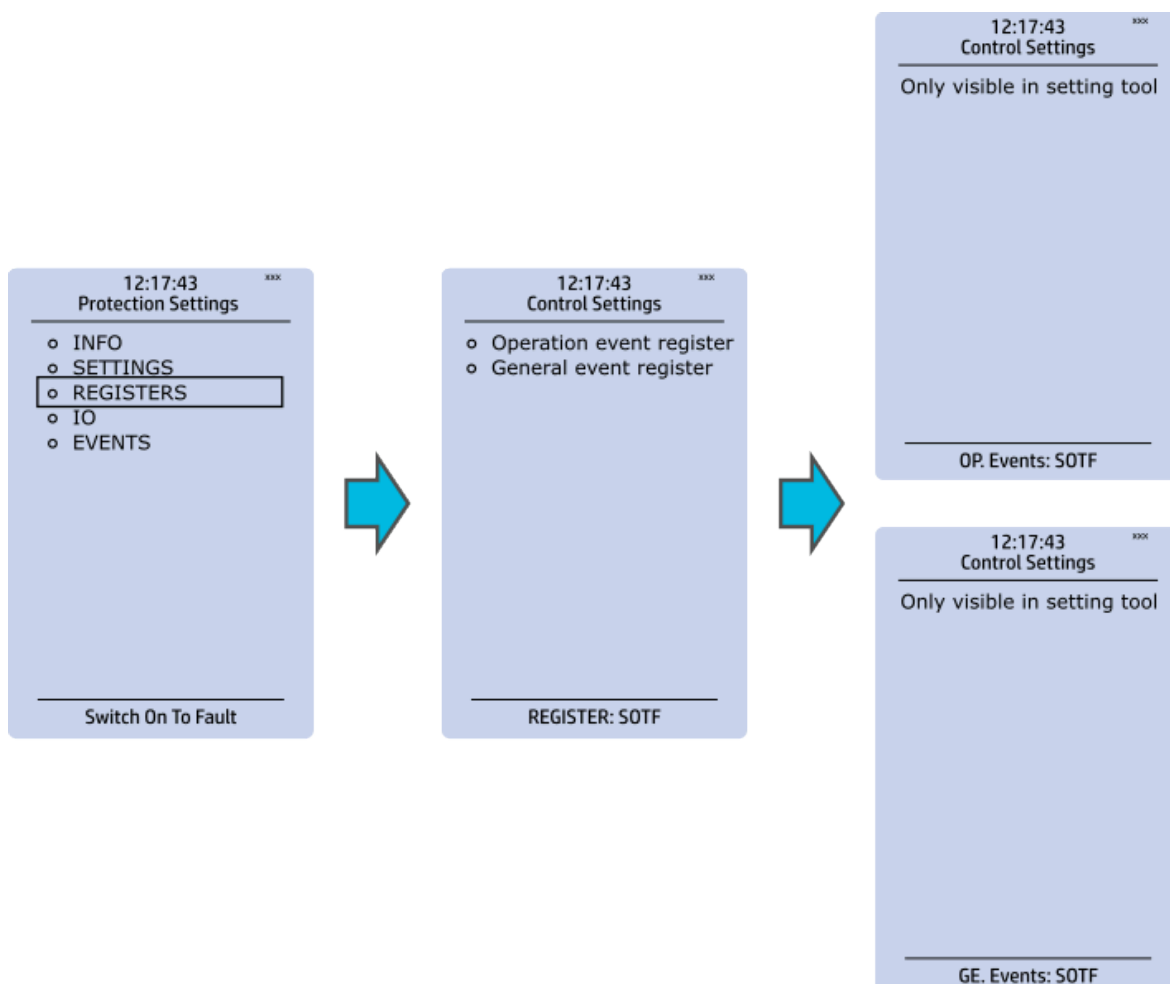 12:17:43 xxx
Protection Settings
INFO
SETTINGS
REGISTERS
IO
EVENTS
Switch On To Fault
12:17:43 xxx
Control Settings
Operation event register
General event register
REGISTER: SOTF
12:17:43 xxx
Control Settings
Only visible in setting tool
OP. Events: SOTF
12:17:43 xxx
Control Settings
Only visible in setting tool
GE. Events: SOTF